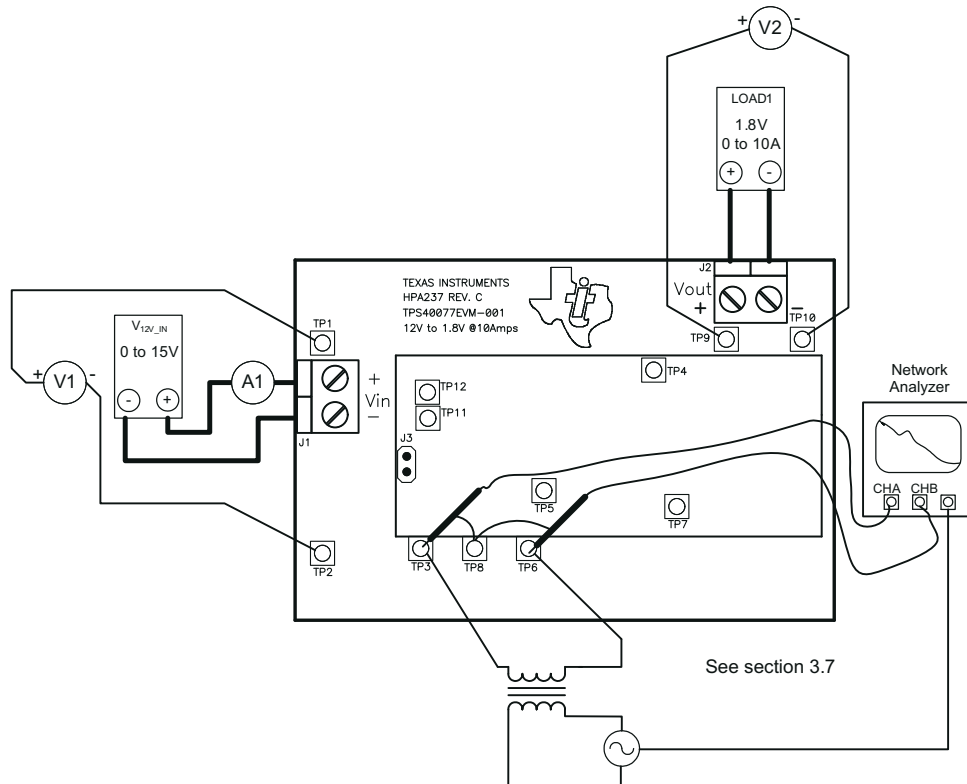 + V2 -
LOAD1
1.8V
0 to 10A
+ -
TEXAS INSTRUMENTS
HPA237 REV. C
TPS40077EVM-001
12V to 1.8V @10Amps
J2
Vout
+ -
TP9
TP10
V12V_IN
0 to 15V
- +
+ V1 -
A1
TP1
+
Vin
-
J1
TP2
TP12
TP11
J3
TP4
TP5
TP7
TP3
TP8
TP6
Network
Analyzer
CHA CHB
See section 3.7